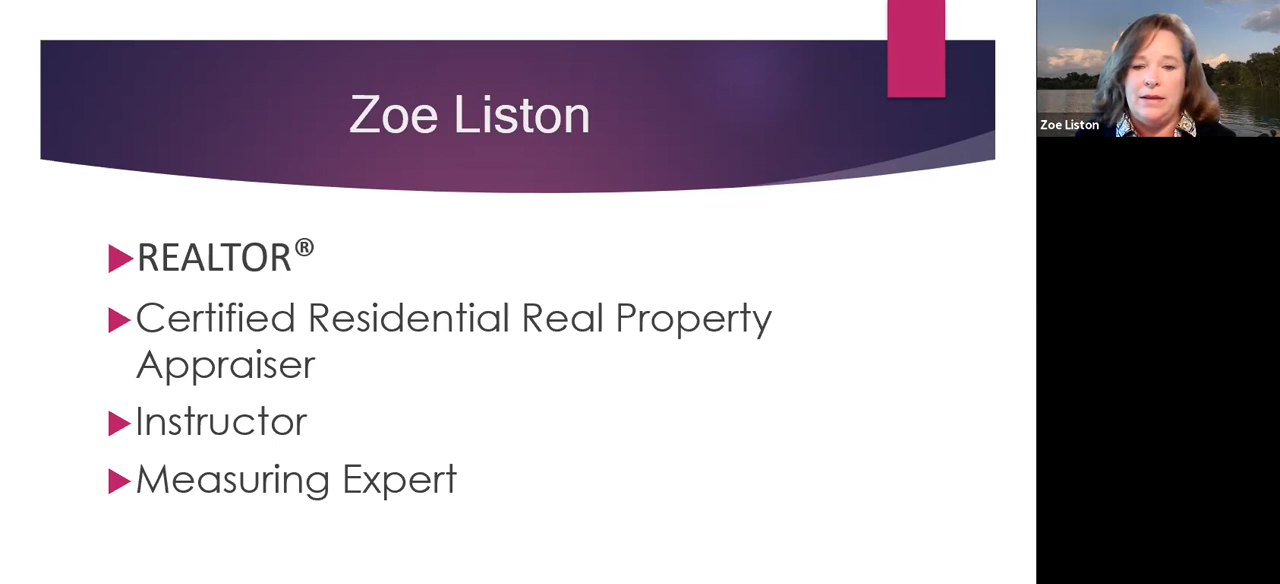 Zoe Liston
REALTOR®
Certified Residential Real Property
Appraiser
Instructor
Measuring Expert
Zoe Liston